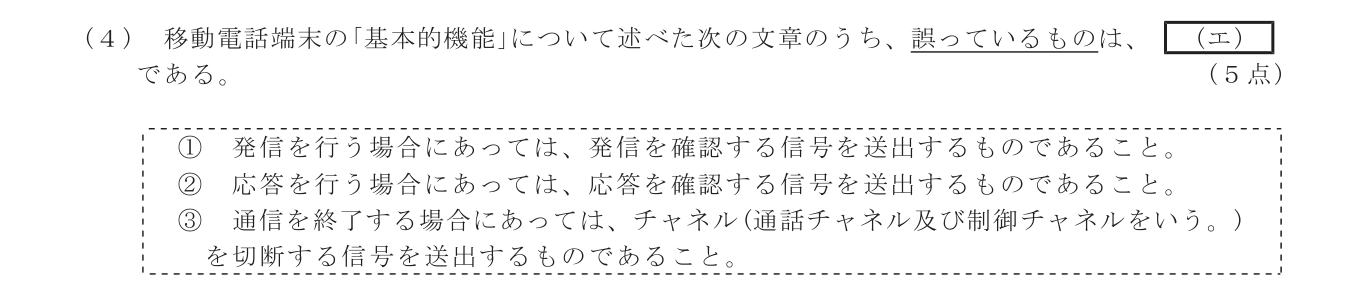 (４) 移動電話端末の｢基本的機能｣について述べた次の文章のうち、誤っているものは、 (エ)
である。 (５点)
① 発信を行う場合にあっては、発信を確認する信号を送出するものであること。
② 応答を行う場合にあっては、応答を確認する信号を送出するものであること。
③ 通信を終了する場合にあっては、チャネル(通話チャネル及び制御チャネルをいう。)
を切断する信号を送出するものであること。